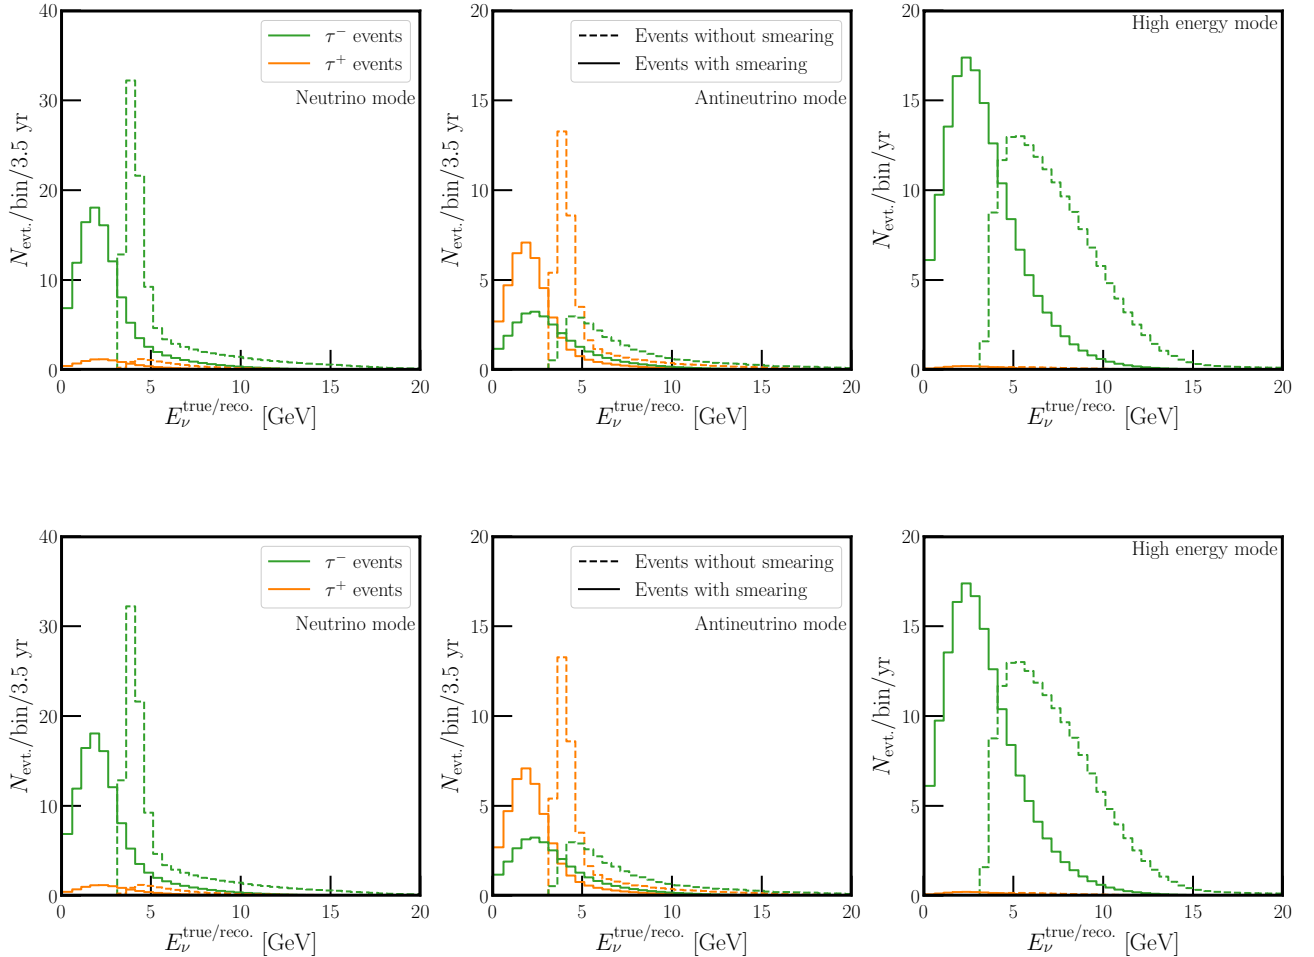 40
30
20
10
0
0 5 10 15 20
N_evt./bin/3.5 yr
E_ν^true/reco. [GeV]
τ⁻ events
τ⁺ events
Neutrino mode
20
15
10
5
0
0 5 10 15 20
N_evt./bin/3.5 yr
E_ν^true/reco. [GeV]
Events without smearing
Events with smearing
Antineutrino mode
20
15
10
5
0
0 5 10 15 20
N_evt./bin/yr
E_ν^true/reco. [GeV]
High energy mode
40
30
20
10
0
0 5 10 15 20
N_evt./bin/3.5 yr
E_ν^true/reco. [GeV]
τ⁻ events
τ⁺ events
Neutrino mode
20
15
10
5
0
0 5 10 15 20
N_evt./bin/3.5 yr
E_ν^true/reco. [GeV]
Events without smearing
Events with smearing
Antineutrino mode
20
15
10
5
0
0 5 10 15 20
N_evt./bin/yr
E_ν^true/reco. [GeV]
High energy mode